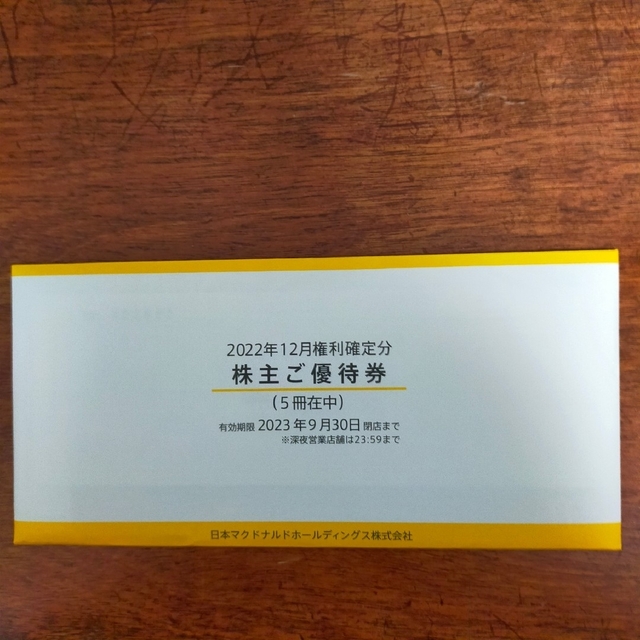 2022年12月権利確定分
株主ご優待券
(5冊在中)
有効期限 2023年9月30日 閉店まで
※深夜営業店舗は23:59まで
日本マクドナルドホールディングス株式会社